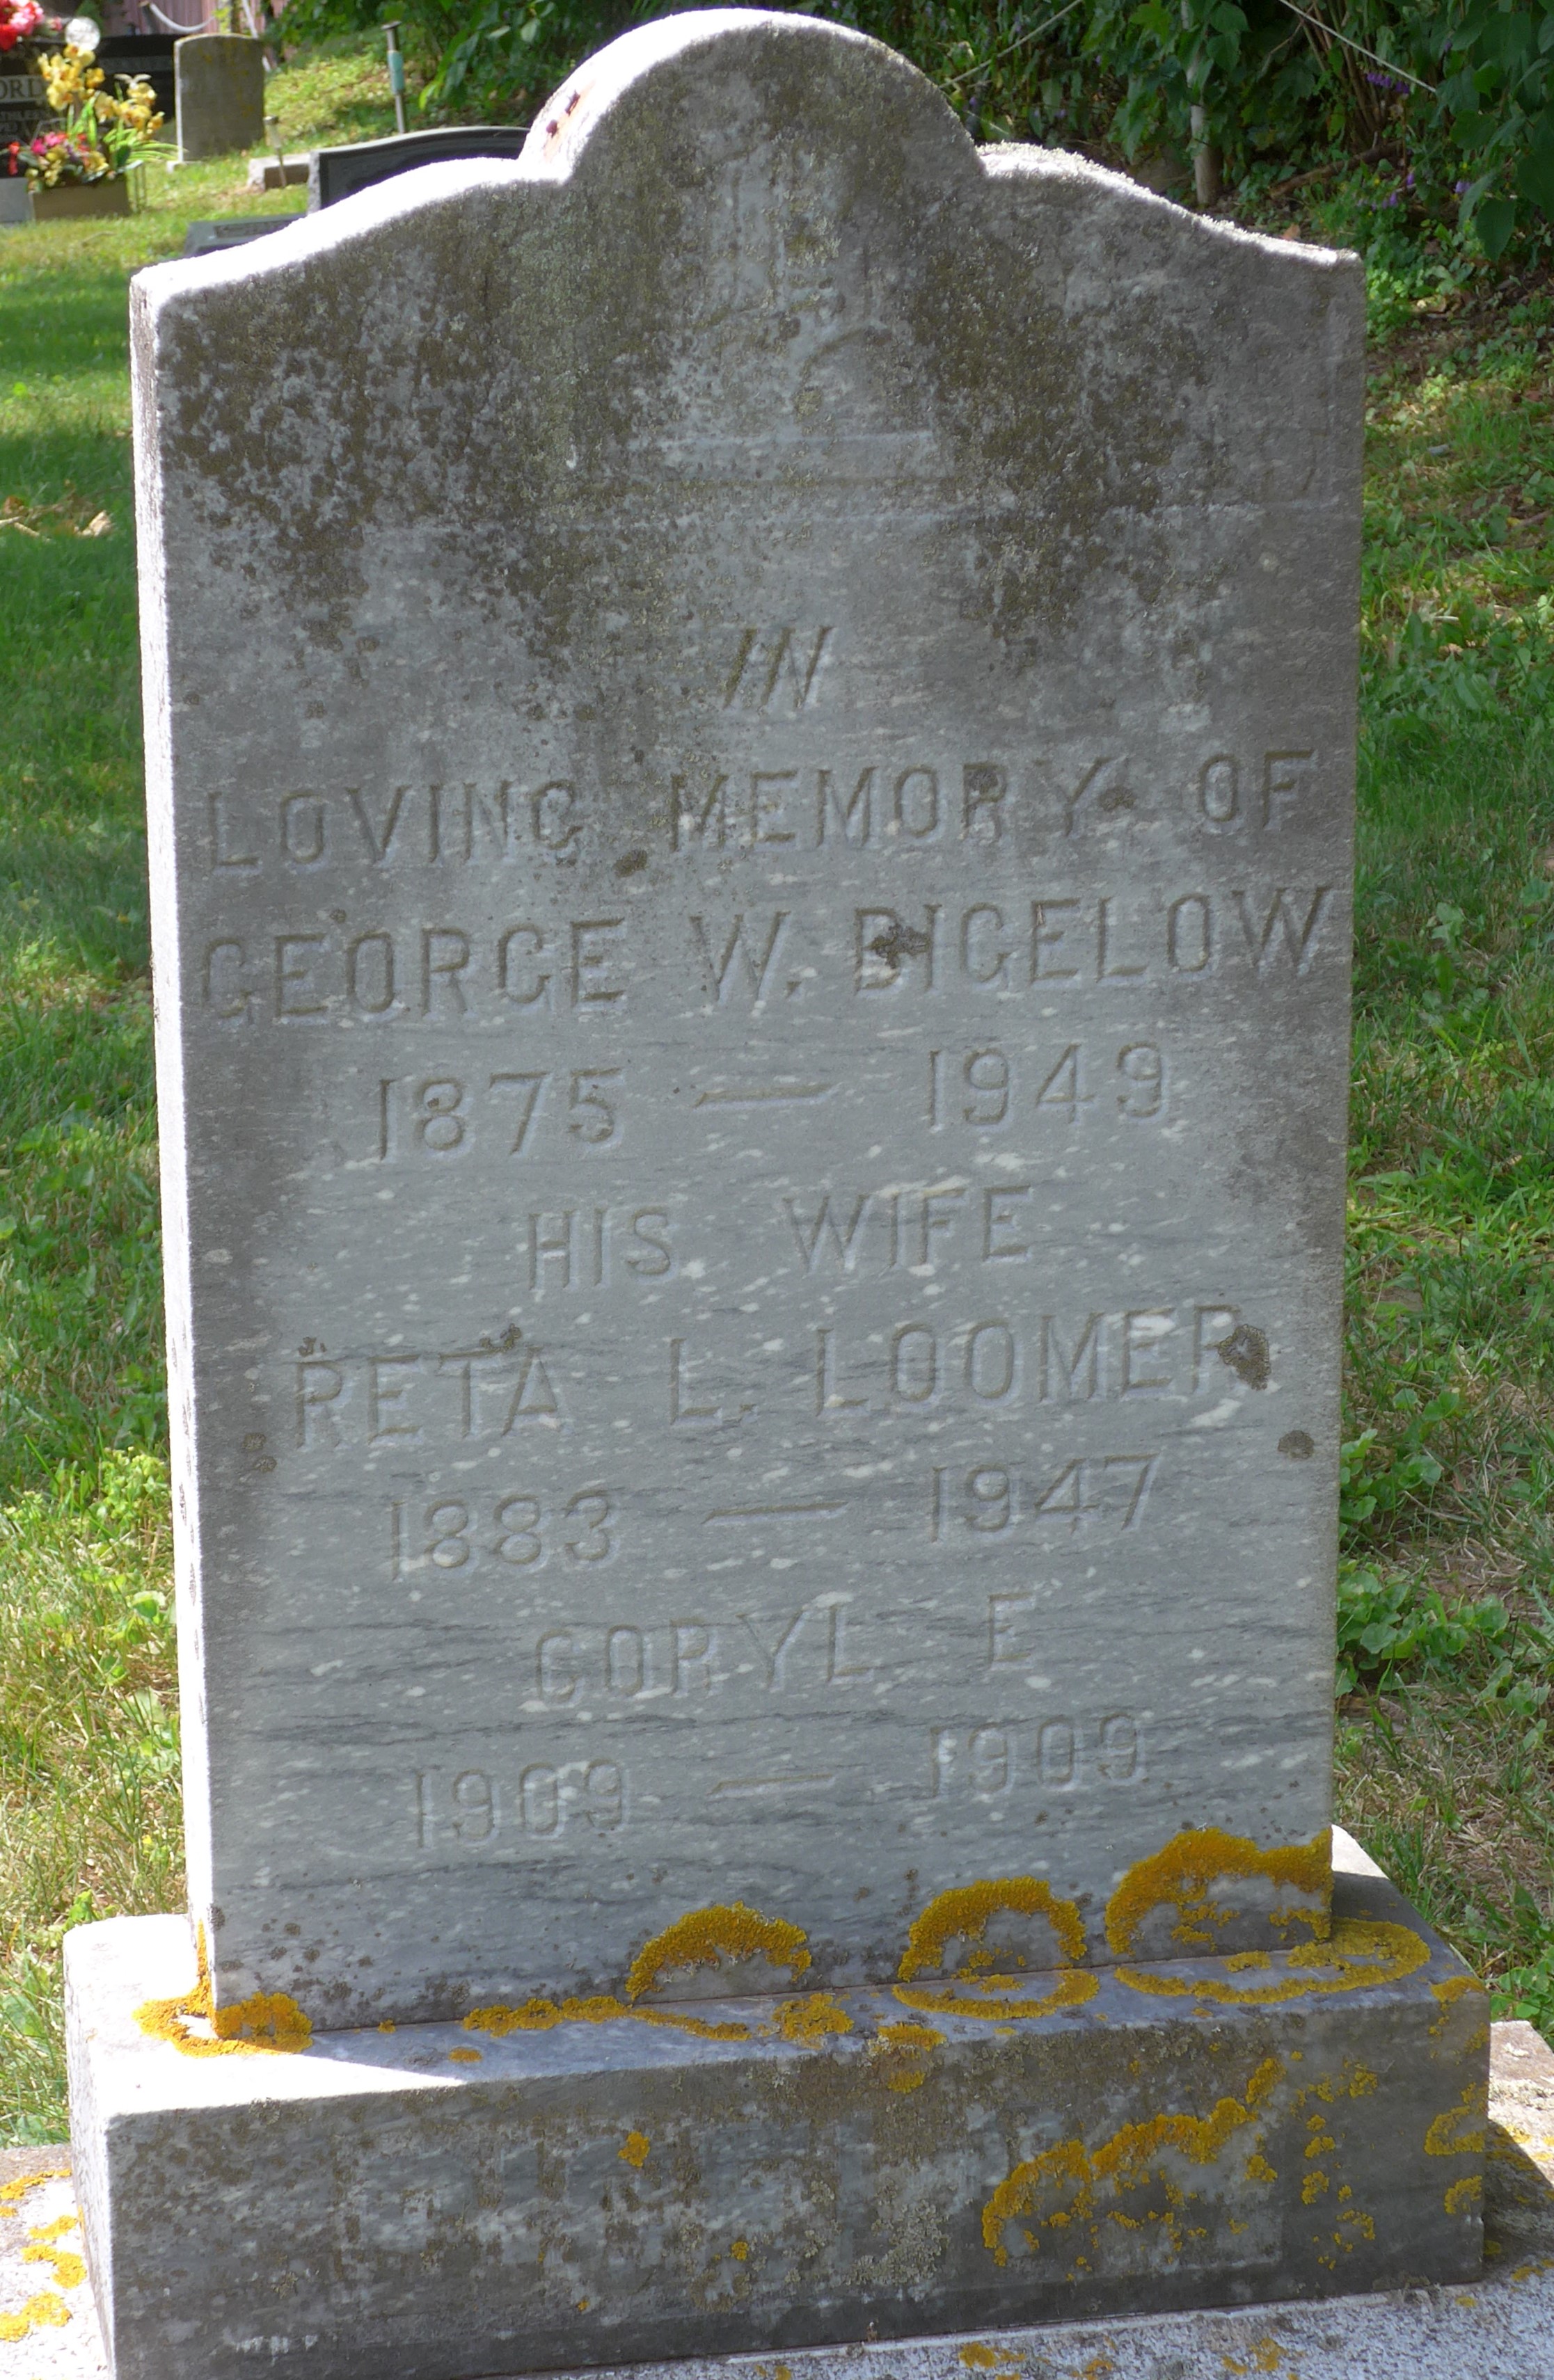 IN
LOVING MEMORY OF
GEORGE W. BIGELOW
1875 — 1949
HIS WIFE
RETA L. LOOMER
1883 — 1947
CORYL E
1909 — 1909